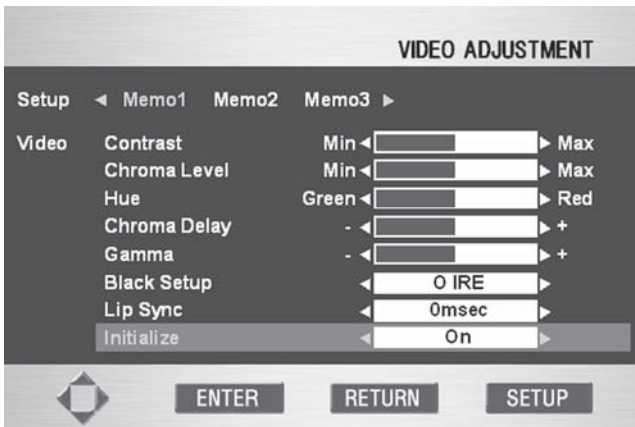 VIDEO ADJUSTMENT
Setup ◄ Memo1 Memo2 Memo3 ►
Video Contrast Min ◄ ► Max
Chroma Level Min ◄ ► Max
Hue Green ◄ ► Red
Chroma Delay - ◄ ► +
Gamma - ◄ ► +
Black Setup ◄ O IRE ►
Lip Sync ◄ 0msec ►
Initialize ◄ On ►
ENTER RETURN SETUP